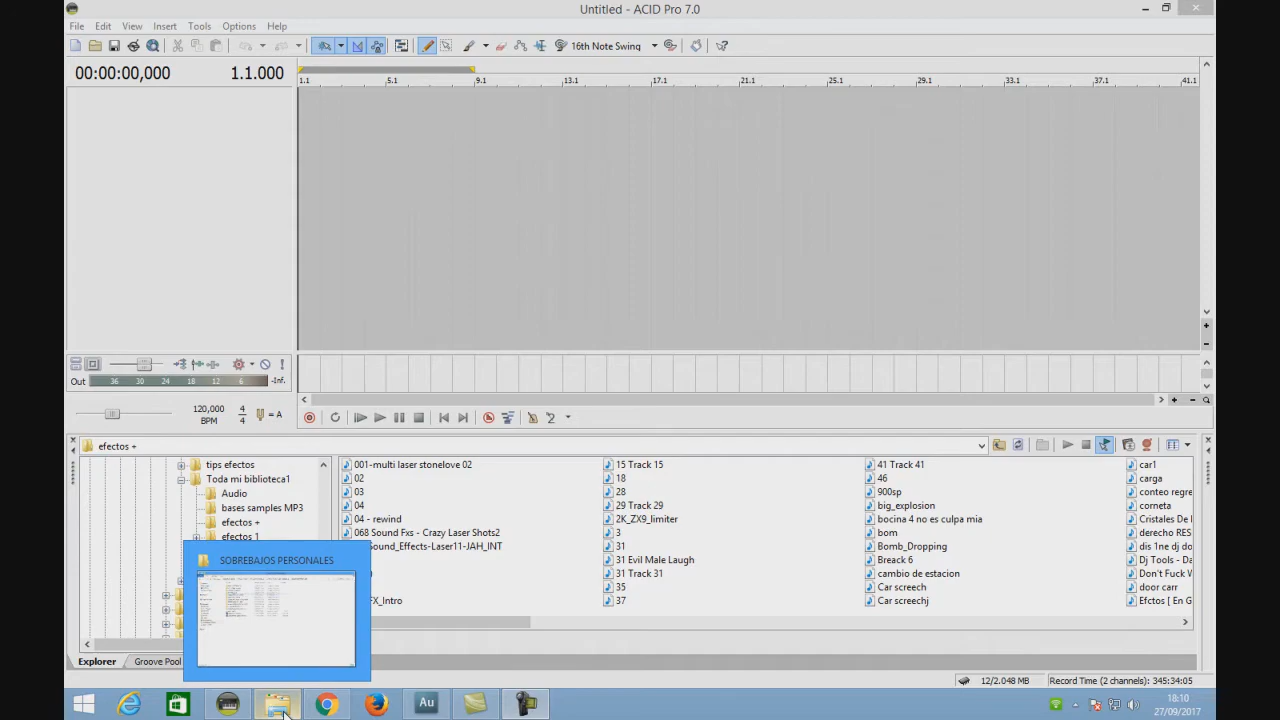 Untitled - ACID Pro 7.0
File Edit View Insert Tools Options Help
16th Note Swing
00:00:00,000 1.1.000
1.1 5.1 9.1 13.1 17.1 21.1 25.1 29.1 33.1 37.1 41.1
Out 36 30 24 18 12 6 -Inf.
120,000 BPM 4/4 = A
efectos +
tips efectos
Toda mi biblioteca1
Audio
bases samples MP3
efectos +
efectos 1
001-multi laser stonelove 02
02
03
04
04 - rewind
068 Sound Fxs - Crazy Laser Shots2
Sound_Effects-Laser11-JAH_INT
FX_Intro
15 Track 15
18
28
29 Track 29
2K_ZX9_limiter
3
31
31 Evil Male Laugh
31 Track 31
35
37
41 Track 41
46
900sp
big_explosion
bocina 4 no es culpa mia
bom
Bomb_Dropping
Breack 6
cambio de estacion
Car screech
Car screechj
car1
carga
conteo regre
corneta
Cristales De
derecho RES
dis 1ne dj do
Dj Tools - Da
Don't Fuck W
door carr
Efctos [ En G
SOBREBAJOS PERSONALES
Explorer Groove Pool
12/2.048 MB Record Time (2 channels): 345:34:05
Au
18:10
27/09/2017